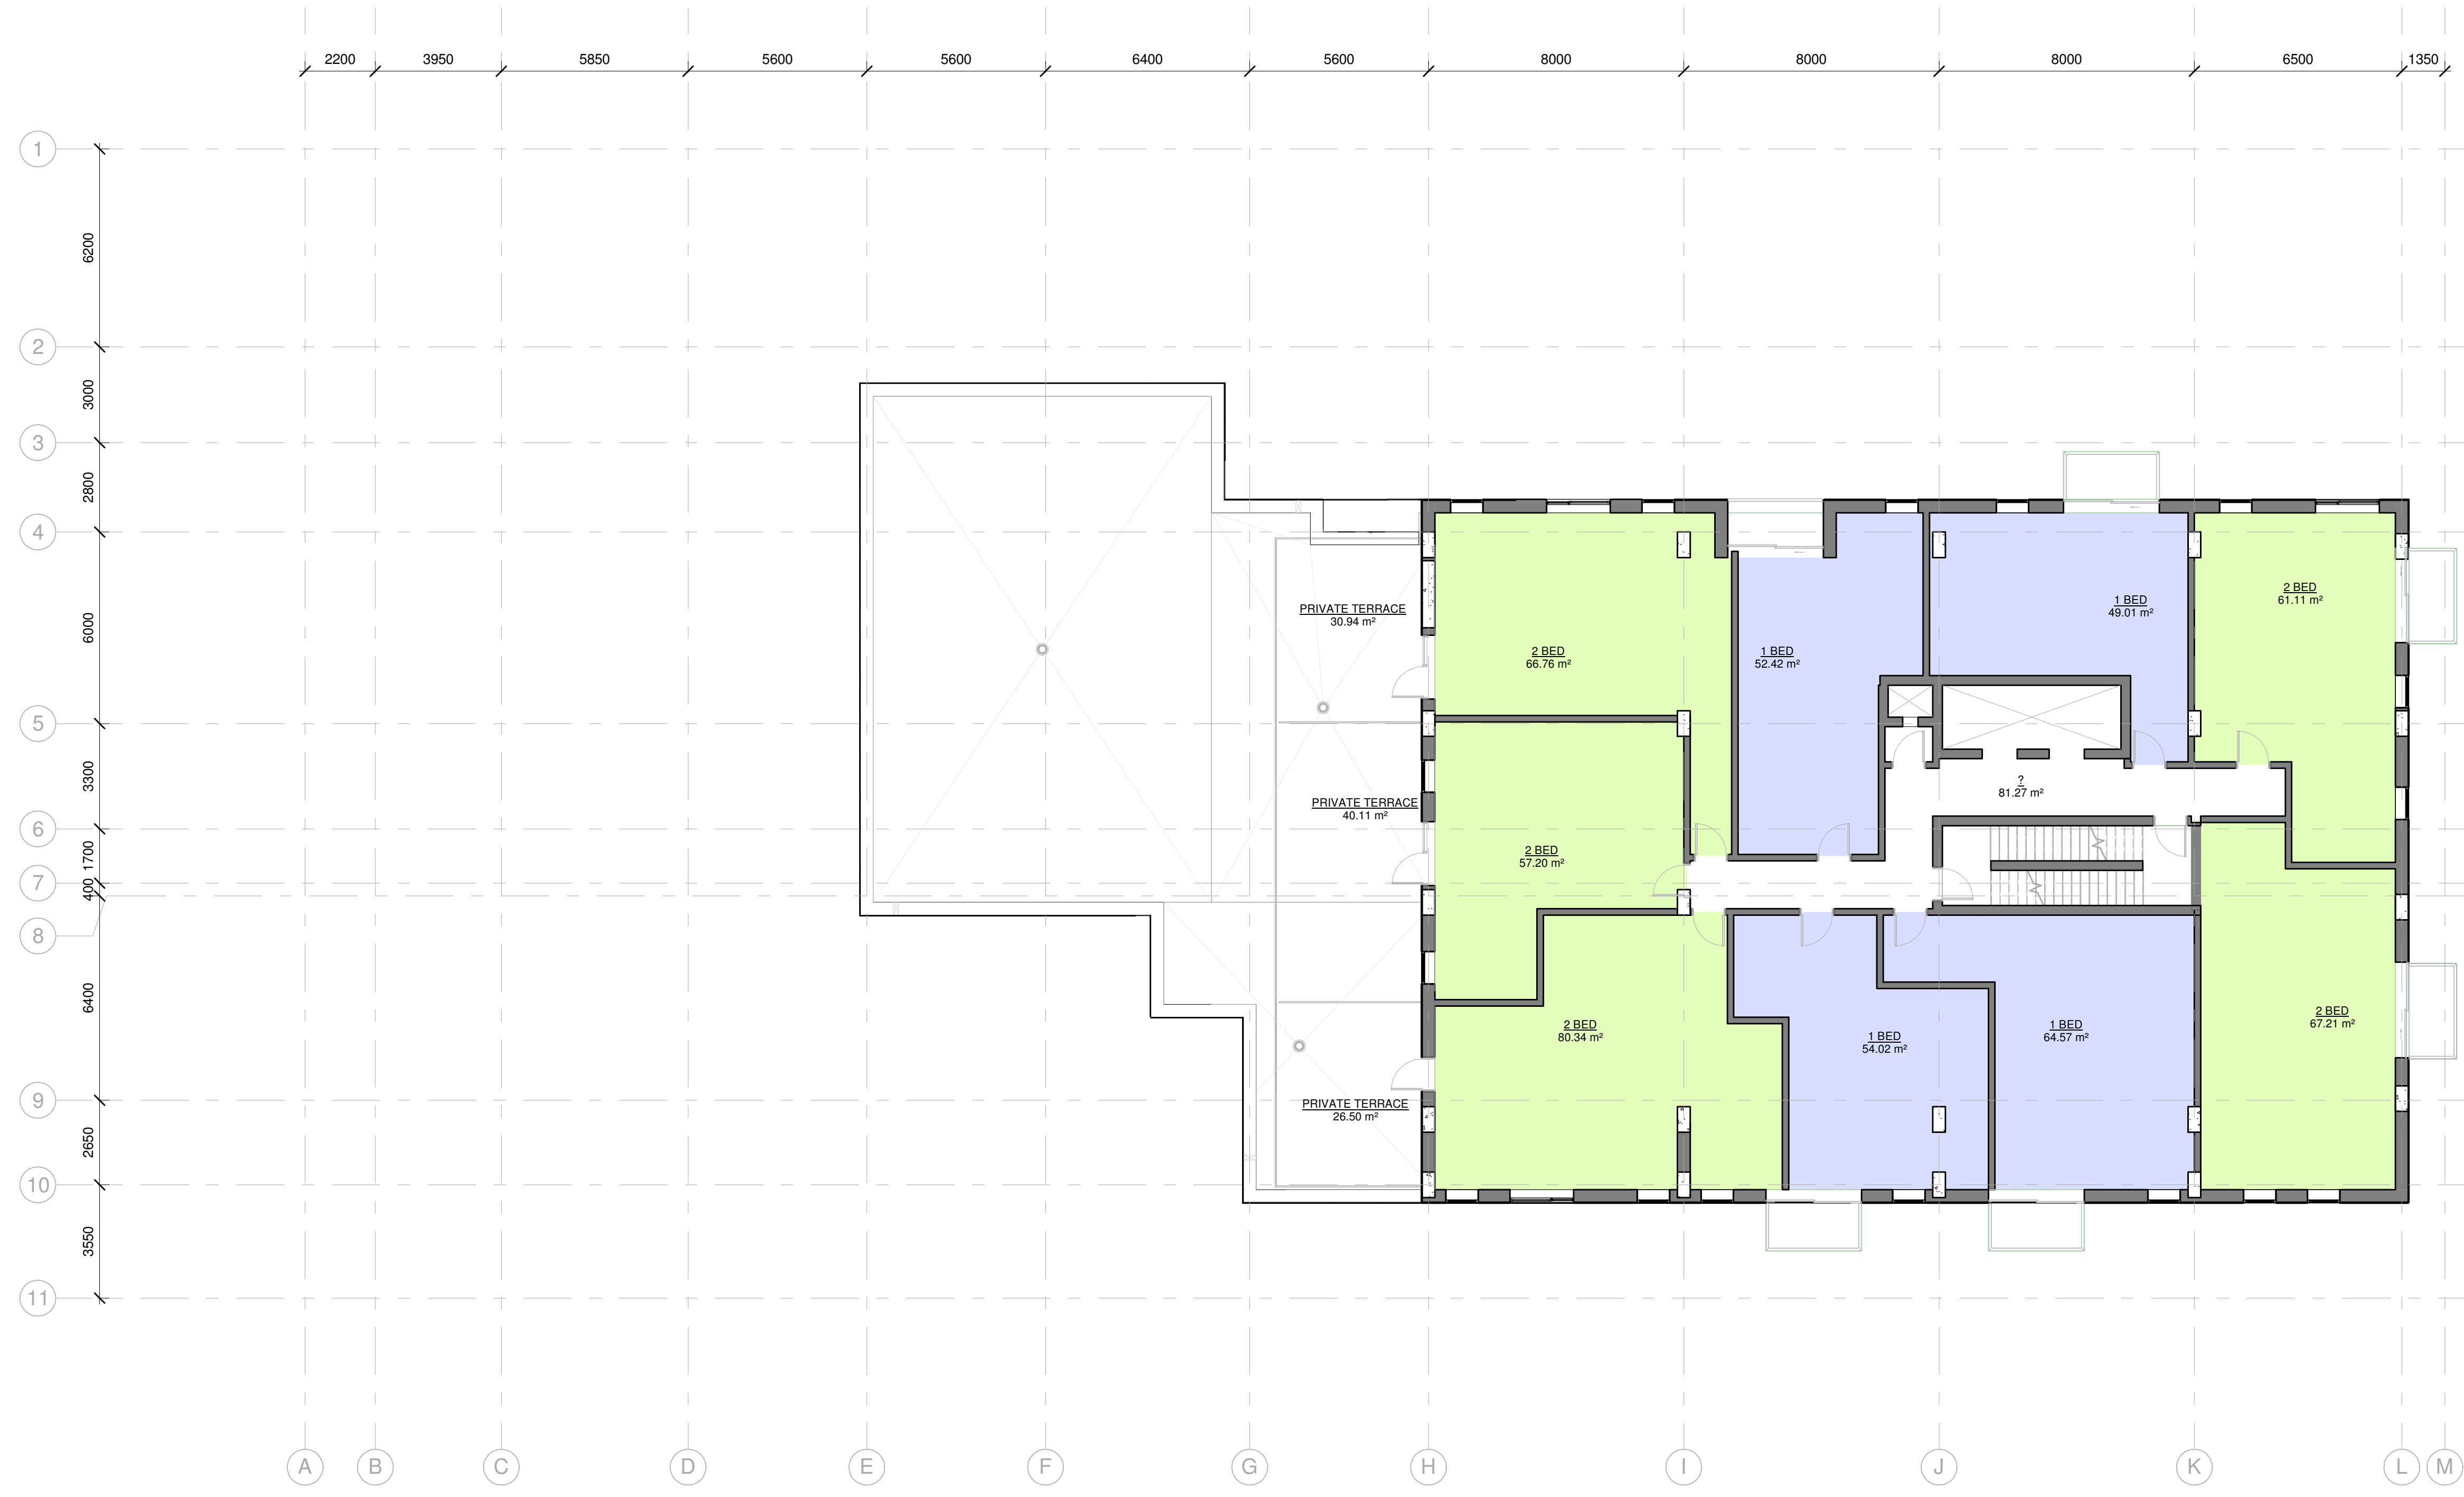 2200 3950 5850 5600 5600 6400 5600 8000 8000 8000 6500 1350
1
6200
2
3000
3
2800
4
6000
5
3300
6
1700
7
400
8
6400
9
2650
10
3550
11
PRIVATE TERRACE
30.94 m²
PRIVATE TERRACE
40.11 m²
PRIVATE TERRACE
26.50 m²
2 BED
66.76 m²
1 BED
52.42 m²
1 BED
49.01 m²
2 BED
61.11 m²
?
81.27 m²
2 BED
57.20 m²
2 BED
80.34 m²
1 BED
54.02 m²
1 BED
64.57 m²
2 BED
67.21 m²
A B C D E F G H I J K L M